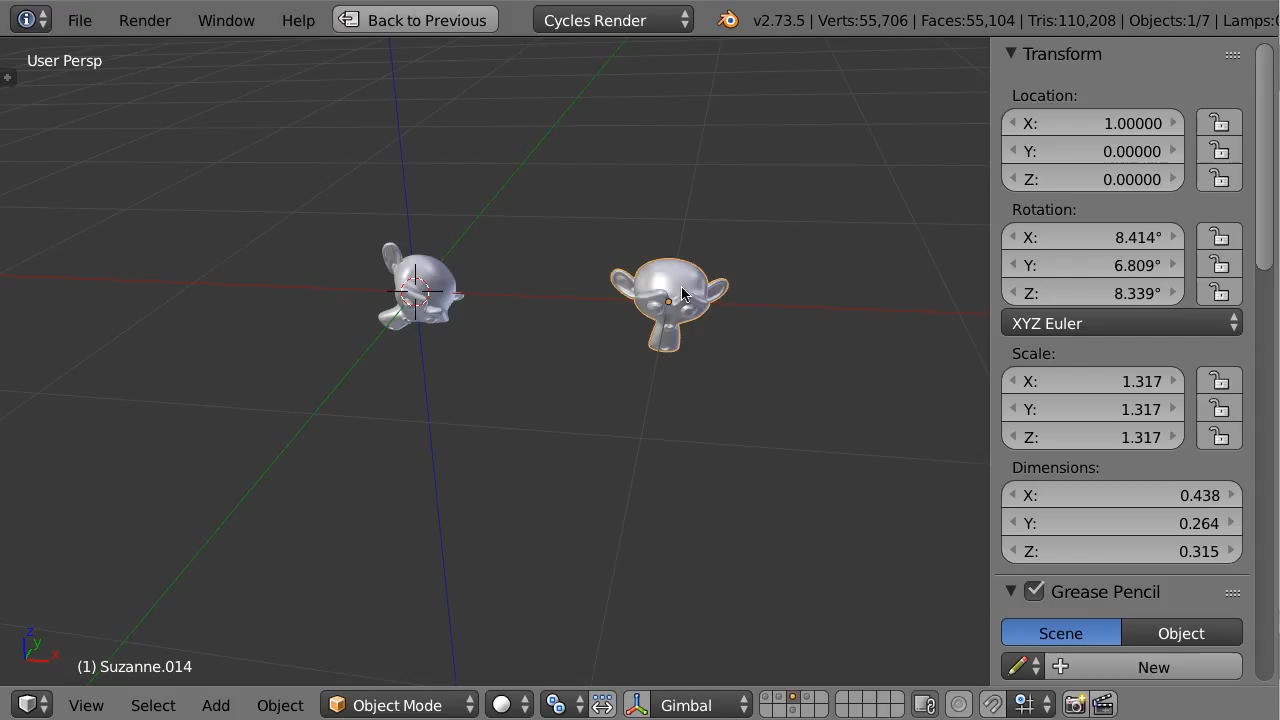 File Render Window Help Back to Previous Cycles Render v2.73.5 | Verts:55,706 | Faces:55,104 | Tris:110,208 | Objects:1/7 | Lamps:
User Persp
Transform
Location:
X: 1.00000
Y: 0.00000
Z: 0.00000
Rotation:
X: 8.414°
Y: 6.809°
Z: 8.339°
XYZ Euler
Scale:
X: 1.317
Y: 1.317
Z: 1.317
Dimensions:
X: 0.438
Y: 0.264
Z: 0.315
Grease Pencil
Scene Object
New
z
y
x
(1) Suzanne.014
View Select Add Object Object Mode Gimbal